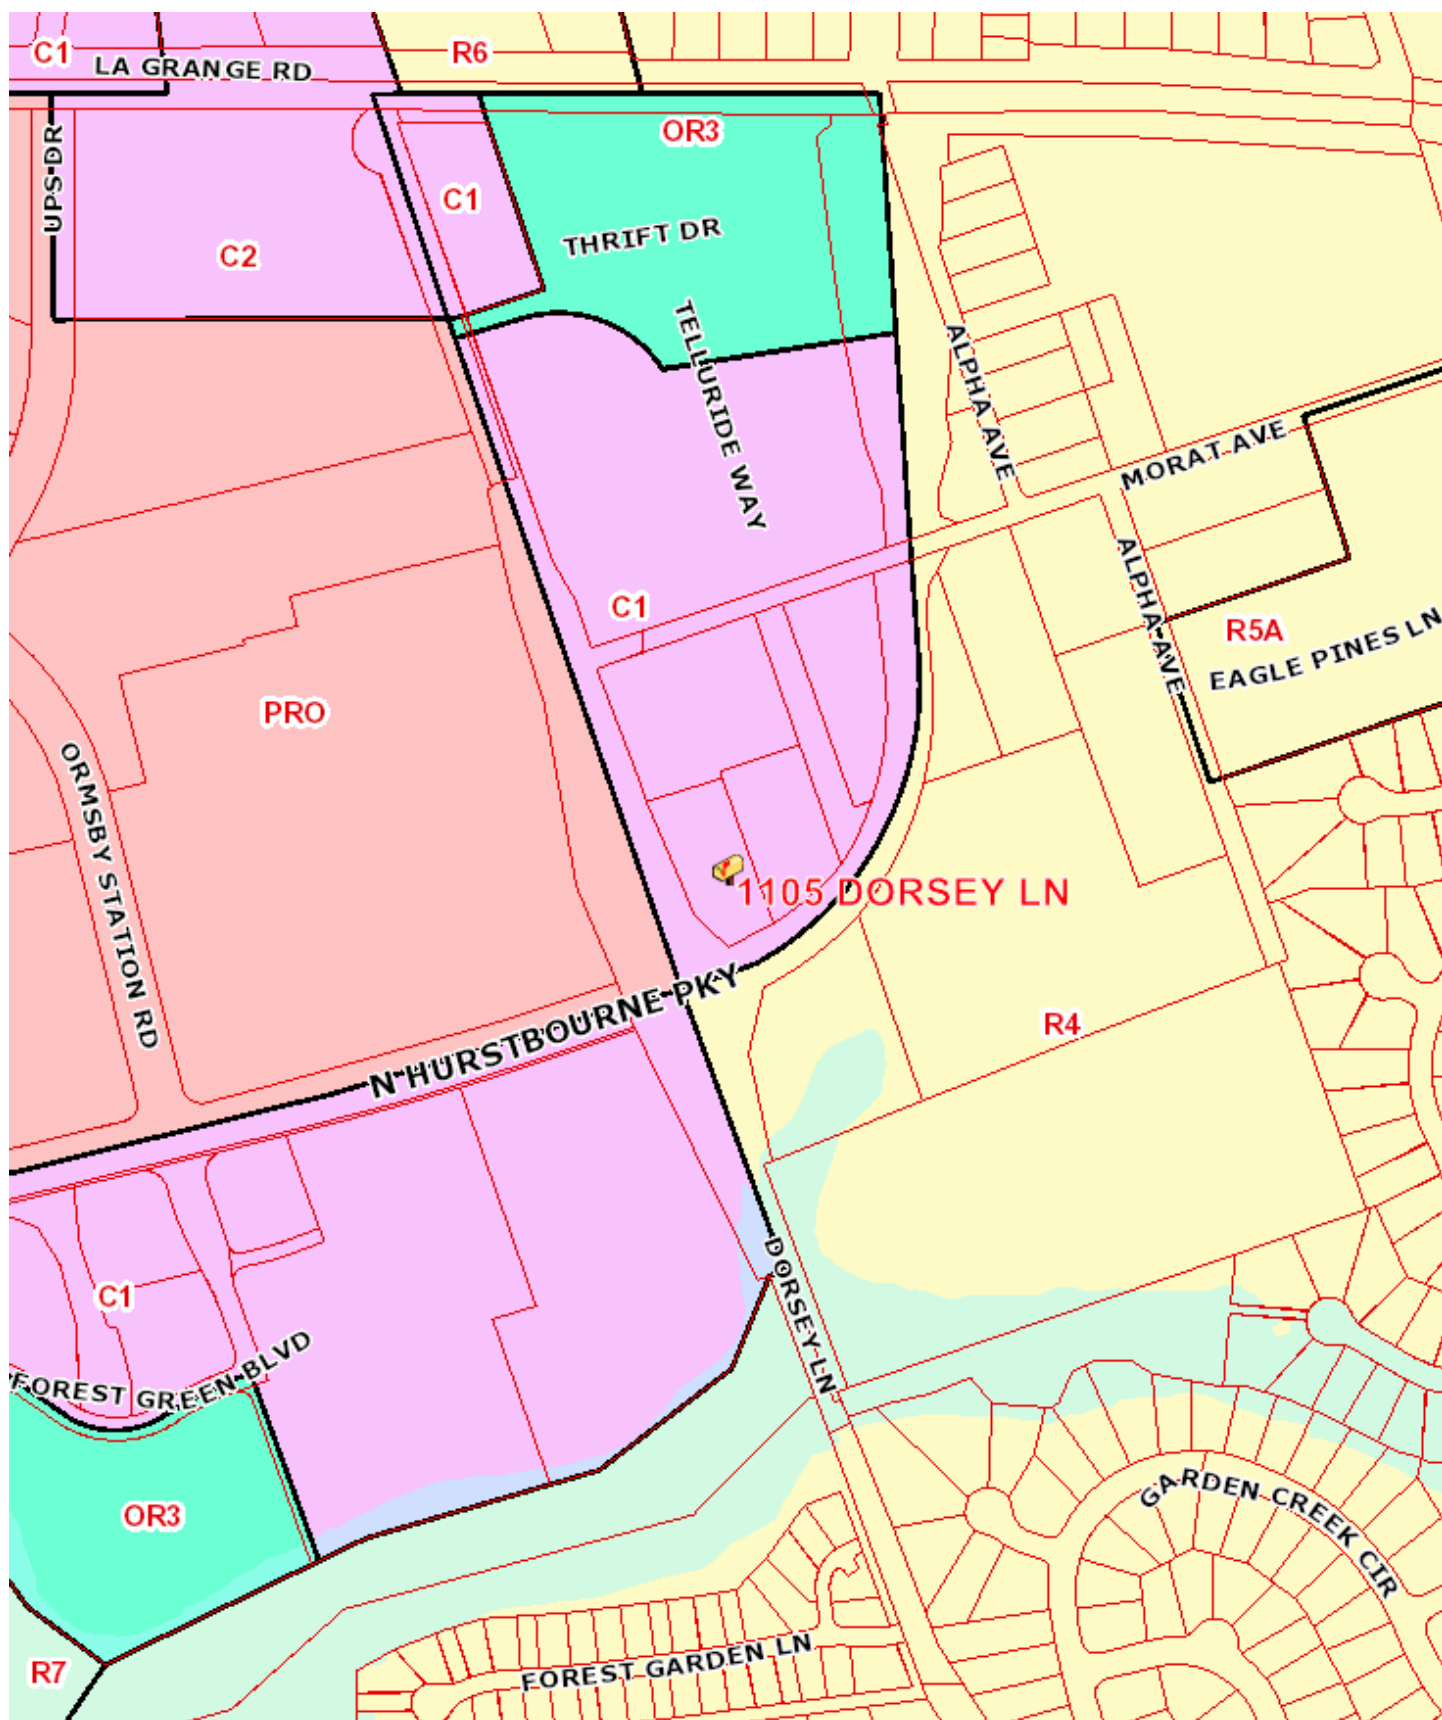 C1
R6
LA GRANGE RD
OR3
UPS DR
C1
THRIFT DR
C2
TELLURIDE WAY
ALPHA AVE
MORAT AVE
C1
ALPHA AVE
R5A
EAGLE PINES LN
PRO
ORMSBY STATION RD
1105 DORSEY LN
N HURSTBOURNE PKY
R4
C1
DORSEY LN
FOREST GREEN BLVD
OR3
GARDEN CREEK CIR
FOREST GARDEN LN
R7